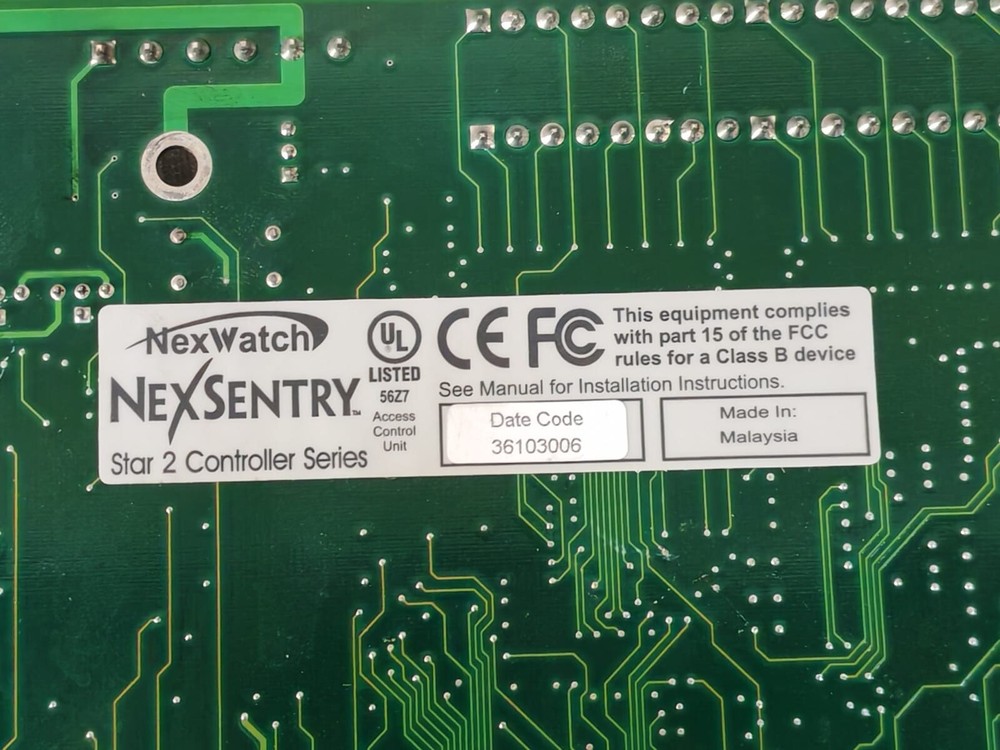 NexWatch
NEXSENTRY™
Star 2 Controller Series
UL
LISTED
56Z7
Access
Control
Unit
CE FC
This equipment complies
with part 15 of the FCC
rules for a Class B device
See Manual for Installation Instructions.
Date Code
36103006
Made In:
Malaysia